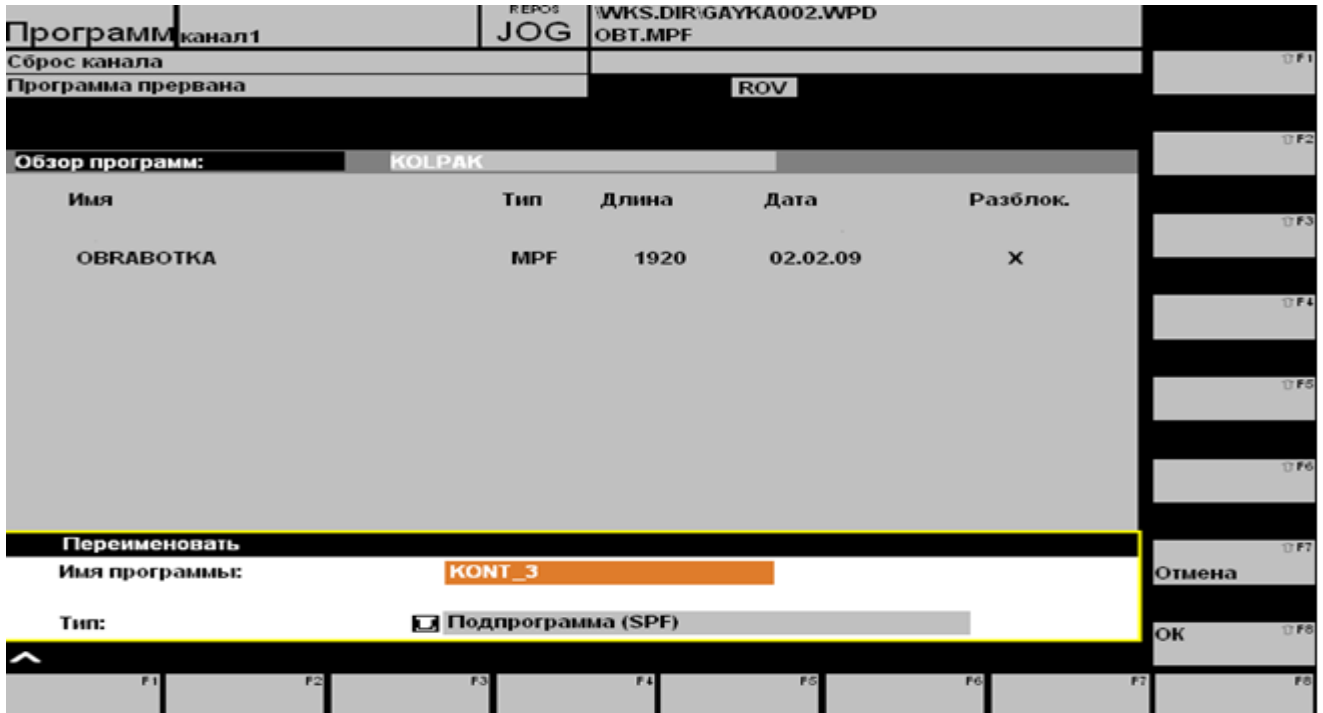 Программ канал1
REPOS
JOG
\WKS.DIR\GAYKA002.WPD
OBT.MPF
Сброс канала
Программа прервана
ROV
Обзор программ: KOLPAK
Имя Тип Длина Дата Разблок.
OBRABOTKA MPF 1920 02.02.09 X
Переименовать
Имя программы: KONT_3
Тип: Подпрограмма (SPF)
F1
F2
F3
F4
F5
F6
F7
Отмена
F8
ОК
F1 F2 F3 F4 F5 F6 F7 F8